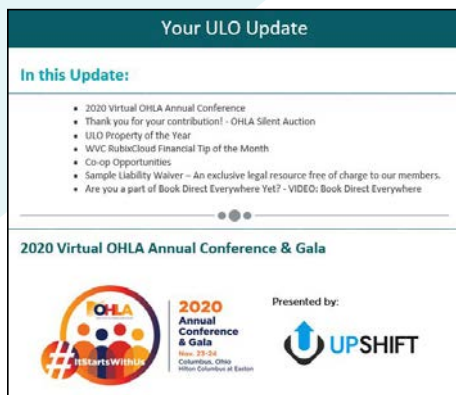 Your ULO Update
In this Update:
• 2020 Virtual OHLA Annual Conference
• Thank you for your contribution! - OHLA Silent Auction
• ULO Property of the Year
• WVC RubixCloud Financial Tip of the Month
• Co-op Opportunities
• Sample Liability Waiver – An exclusive legal resource free of charge to our members.
• Are you a part of Book Direct Everywhere Yet? - VIDEO: Book Direct Everywhere
2020 Virtual OHLA Annual Conference & Gala
OHLA
#ItStartsWithUs
2020
Annual
Conference
& Gala
Nov. 23-24
Columbus, Ohio
Hilton Columbus at Easton
Presented by:
UPSHIFT